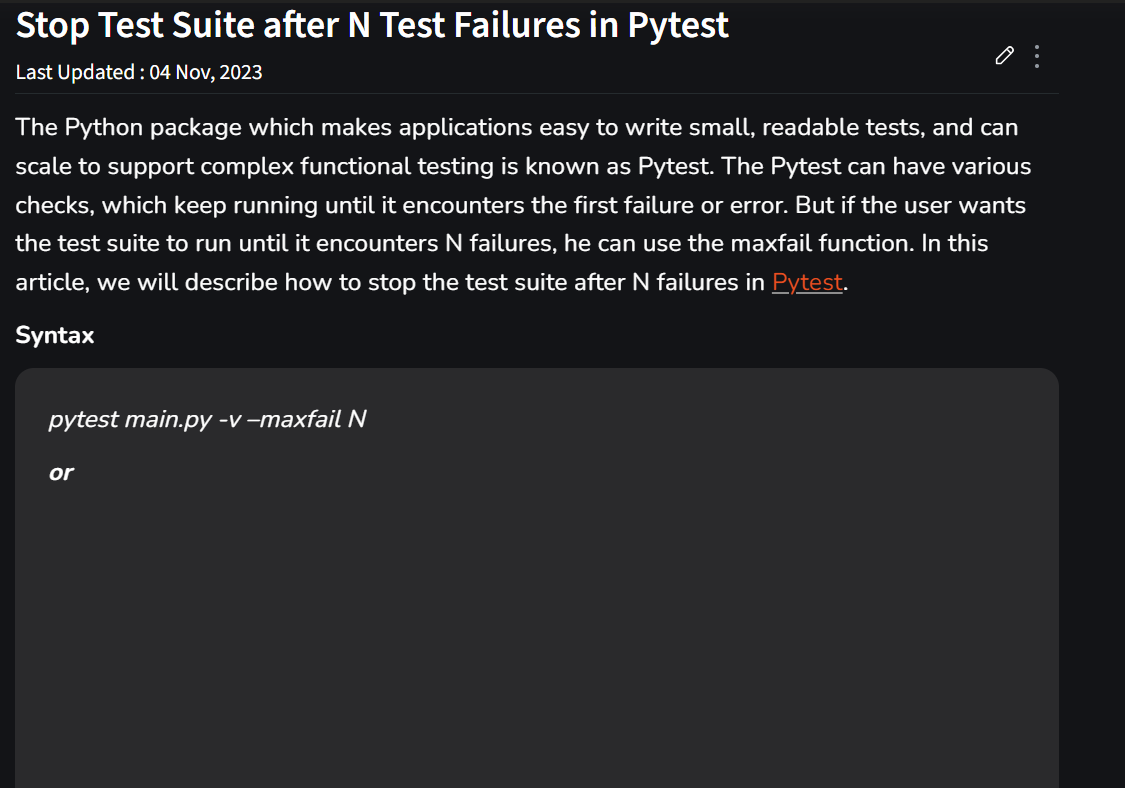 Stop Test Suite after N Test Failures in Pytest
Last Updated : 04 Nov, 2023
The Python package which makes applications easy to write small, readable tests, and can
scale to support complex functional testing is known as Pytest. The Pytest can have various
checks, which keep running until it encounters the first failure or error. But if the user wants
the test suite to run until it encounters N failures, he can use the maxfail function. In this
article, we will describe how to stop the test suite after N failures in Pytest.
Syntax
pytest main.py -v –maxfail N
or